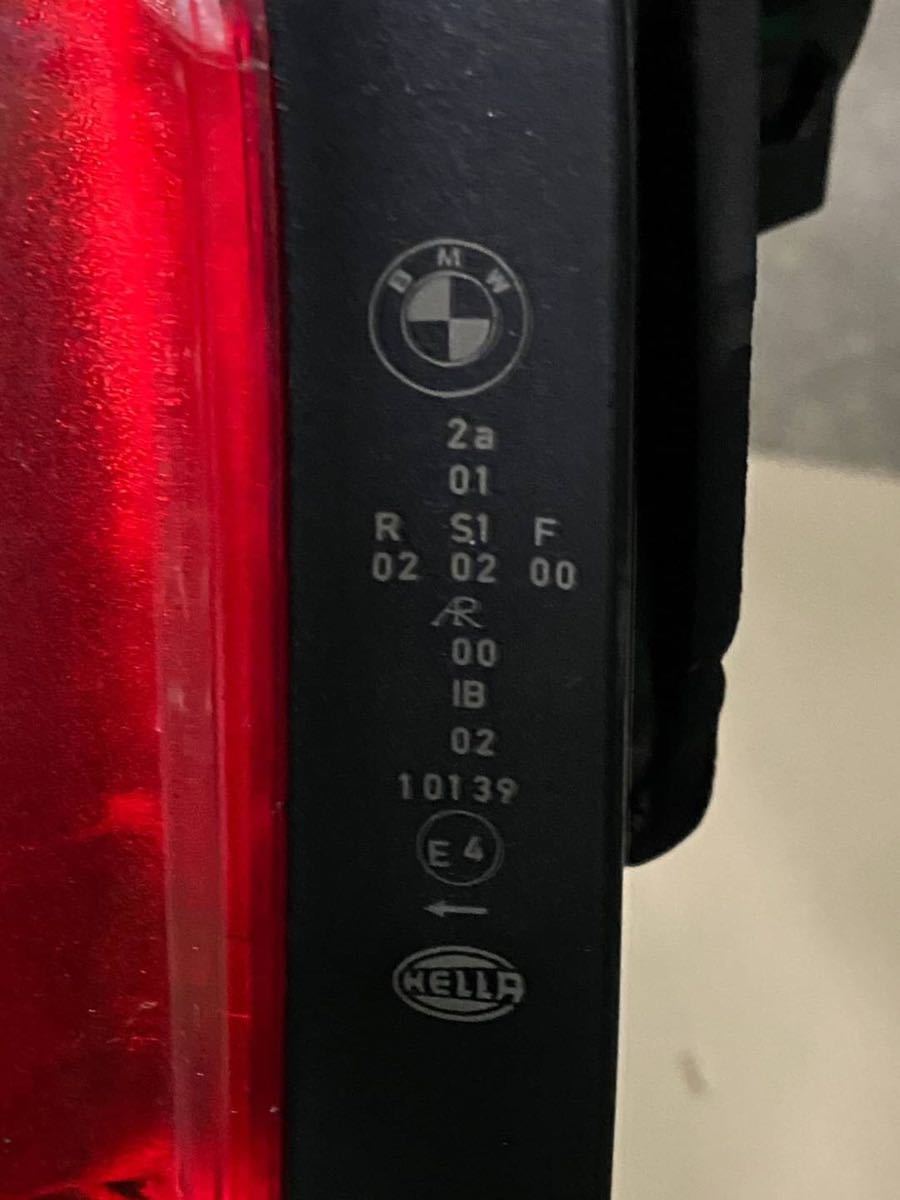 BMW
2a
01
R S1 F
02 02 00
AR
00
IB
02
10139
E4
←
HELLA